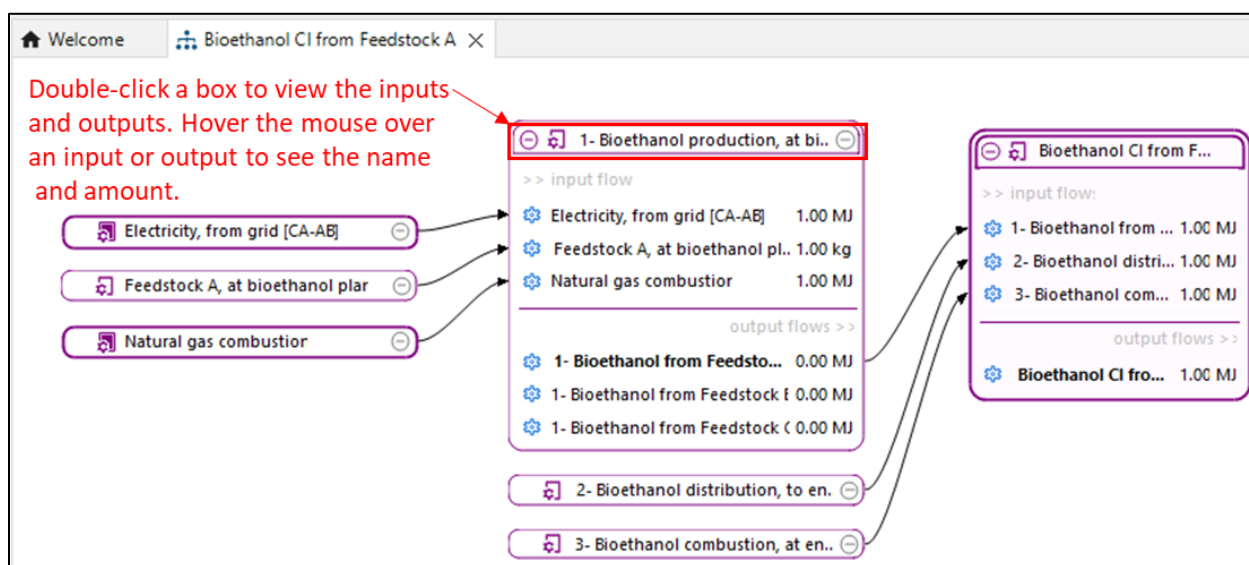 Welcome
Bioethanol CI from Feedstock A
Double-click a box to view the inputs
and outputs. Hover the mouse over
an input or output to see the name
and amount.
Electricity, from grid [CA-AB]
Feedstock A, at bioethanol plar
Natural gas combustior
1- Bioethanol production, at bi..
>> input flow
Electricity, from grid [CA-AB] 1.00 MJ
Feedstock A, at bioethanol pl.. 1.00 kg
Natural gas combustior 1.00 MJ
output flows >>
1- Bioethanol from Feedsto... 0.00 MJ
1- Bioethanol from Feedstock E 0.00 MJ
1- Bioethanol from Feedstock ( 0.00 MJ
2- Bioethanol distribution, to en.
3- Bioethanol combustion, at en..
Bioethanol CI from F...
>> input flow:
1- Bioethanol from ... 1.00 MJ
2- Bioethanol distri... 1.00 MJ
3- Bioethanol com... 1.00 MJ
output flows >>
Bioethanol CI fro... 1.00 MJ